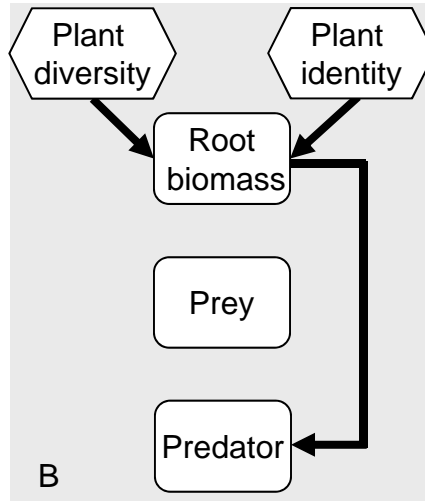 Plant
diversity
Plant
identity
Root
biomass
Prey
Predator
B